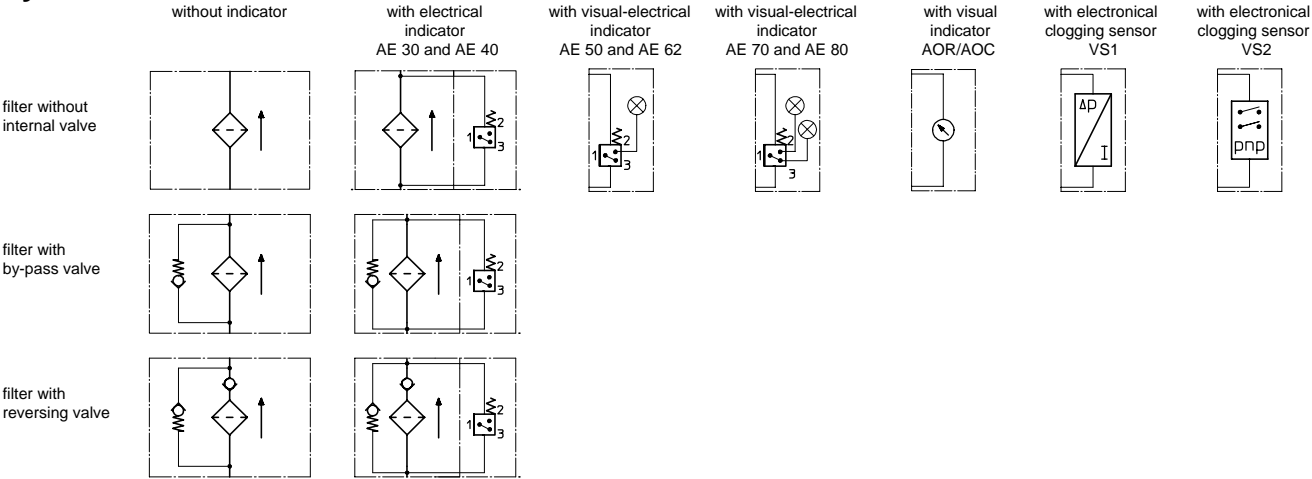 without indicator
with electrical
indicator
AE 30 and AE 40
with visual-electrical
indicator
AE 50 and AE 62
with visual-electrical
indicator
AE 70 and AE 80
with visual
indicator
AOR/AOC
with electronical
clogging sensor
VS1
with electronical
clogging sensor
VS2
filter without
internal valve
1
2
3
1
2
3
1
2
3
Δp
I
pnp
filter with
by-pass valve
1
2
3
filter with
reversing valve
1
2
3